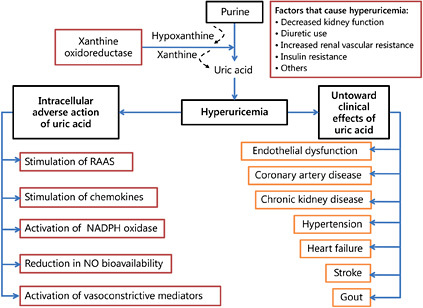 Purine
Factors that cause hyperuricemia:
• Decreased kidney function
• Diuretic use
• Increased renal vascular resistance
• Insulin resistance
• Others
Xanthine
oxidoreductase
Hypoxanthine
Xanthine
Uric acid
Intracellular
adverse action
of uric acid
Hyperuricemia
Untoward
clinical
effects of
uric acid
Stimulation of RAAS
Stimulation of chemokines
Activation of NADPH oxidase
Reduction in NO bioavailability
Activation of vasoconstrictive mediators
Endothelial dysfunction
Coronary artery disease
Chronic kidney disease
Hypertension
Heart failure
Stroke
Gout